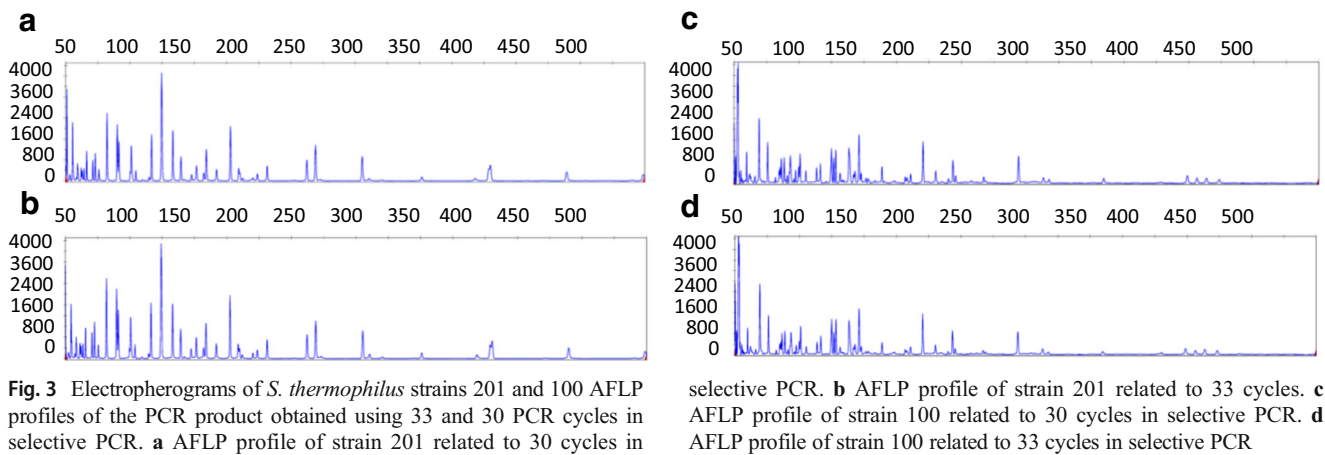 a
50 100 150 200 250 300 350 400 450 500
4000
3600
2400
1600
800
0
b
50 100 150 200 250 300 350 400 450 500
4000
3600
2400
1600
800
0
Fig. 3 Electropherograms of S. thermophilus strains 201 and 100 AFLP
profiles of the PCR product obtained using 33 and 30 PCR cycles in
selective PCR. a AFLP profile of strain 201 related to 30 cycles in
c
50 100 150 200 250 300 350 400 450 500
4000
3600
2400
1600
800
0
d
50 100 150 200 250 300 350 400 450 500
4000
3600
2400
1600
800
0
selective PCR. b AFLP profile of strain 201 related to 33 cycles. c
AFLP profile of strain 100 related to 30 cycles in selective PCR. d
AFLP profile of strain 100 related to 33 cycles in selective PCR